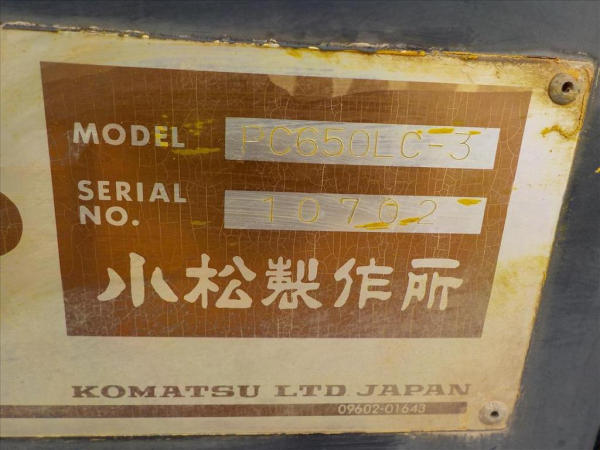 MODEL PC650LC-3
SERIAL
NO. 10702
小松製作所
KOMATSU LTD JAPAN
09602-01643